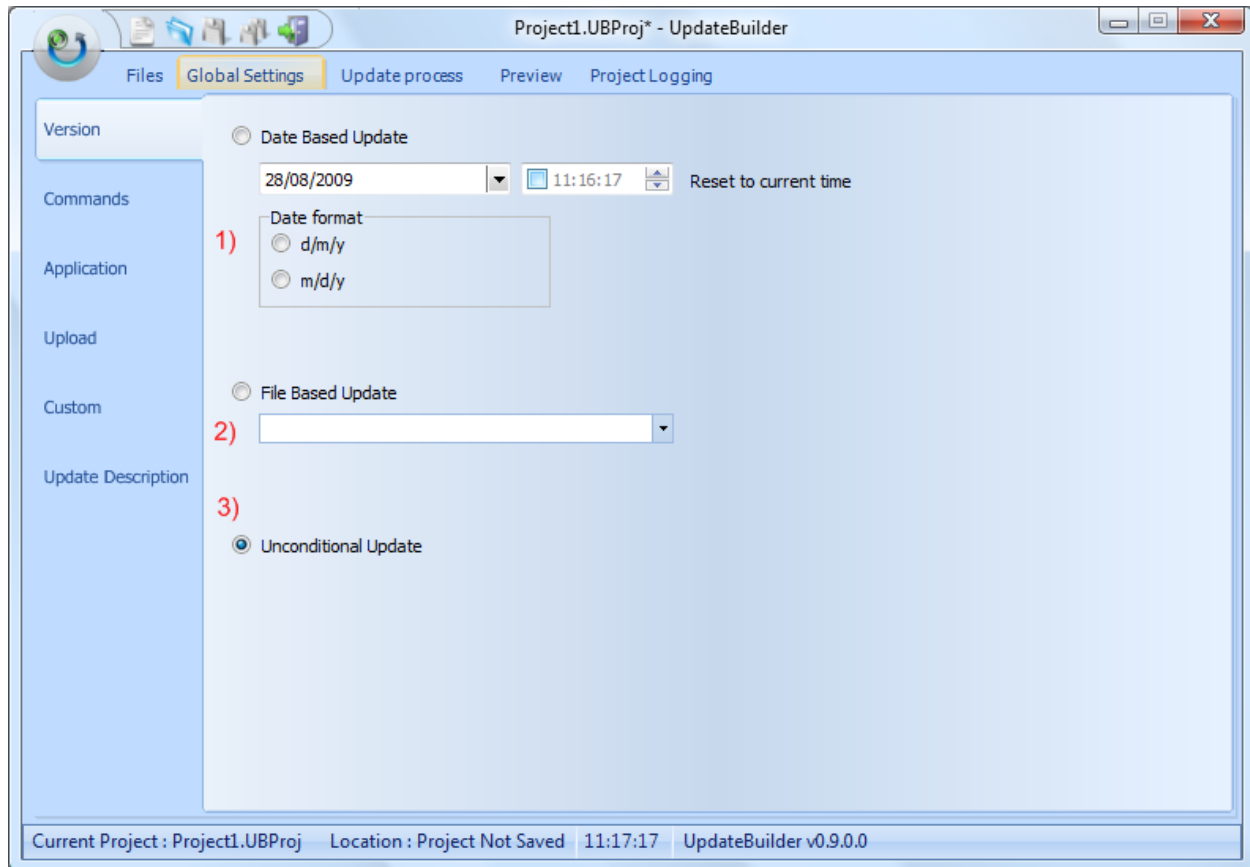 Project1.UBProj* - UpdateBuilder
Files Global Settings Update process Preview Project Logging
Version
Date Based Update
28/08/2009 11:16:17 Reset to current time
Commands
Date format
1) d/m/y
Application
m/d/y
Upload
File Based Update
Custom
2)
Update Description
3)
Unconditional Update
Current Project : Project1.UBProj Location : Project Not Saved 11:17:17 UpdateBuilder v0.9.0.0